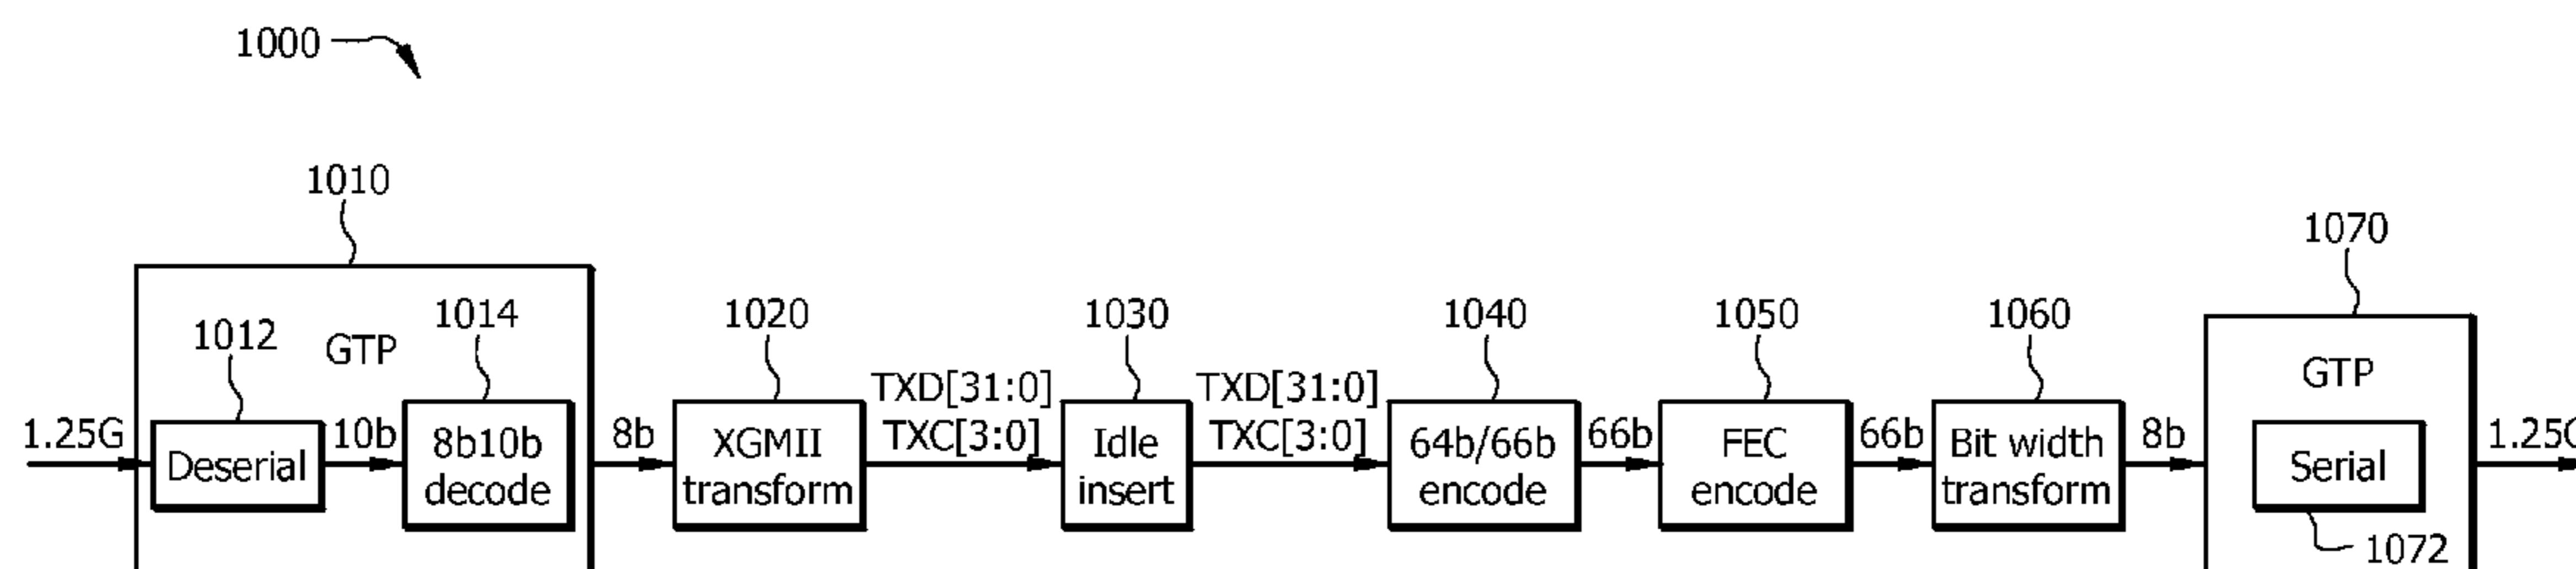 1000
1010
1070
1012
GTP
1014
1020
1030
1040
1050
1060
GTP
1.25G
Deserial
10b
8b10b
decode
8b
XGMII
transform
TXD[31:0]
TXC[3:0]
Idle
insert
TXD[31:0]
TXC[3:0]
64b/66b
encode
66b
FEC
encode
66b
Bit width
transform
8b
Serial
1072
1.25G